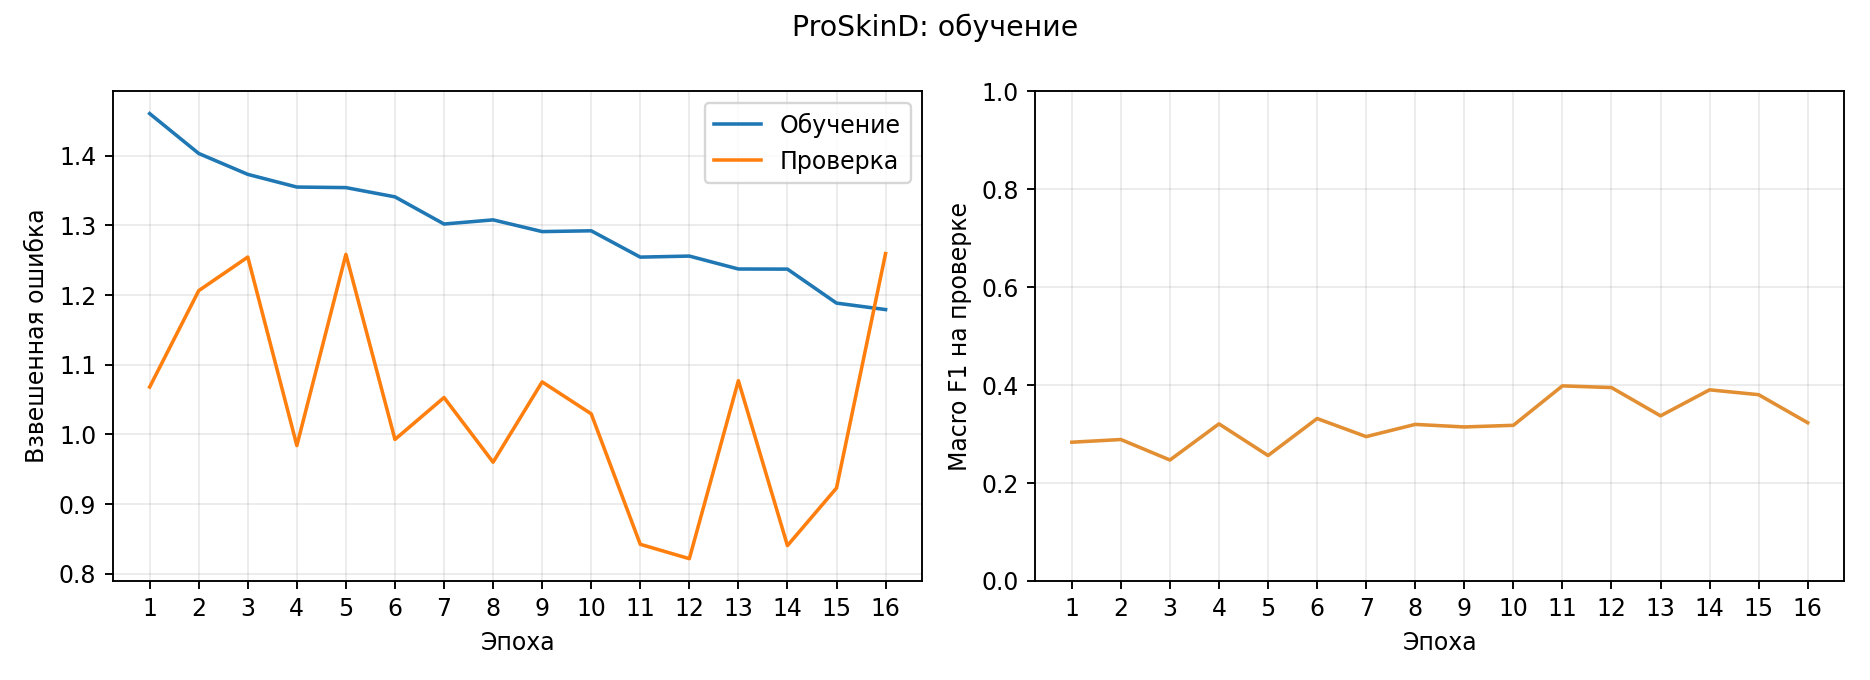 ProSkinD: обучение
Взвешенная ошибка
1.4
1.3
1.2
1.1
1.0
0.9
0.8
Обучение
Проверка
1 2 3 4 5 6 7 8 9 10 11 12 13 14 15 16
Эпоха
Macro F1 на проверке
1.0
0.8
0.6
0.4
0.2
0.0
1 2 3 4 5 6 7 8 9 10 11 12 13 14 15 16
Эпоха